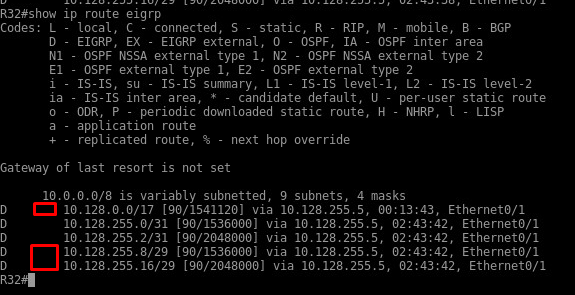 D        10.128.255.16/29 [90/2048000] via 10.128.255.5, 02:43:38, Ethernet0/1
R32#show ip route eigrp
Codes: L - local, C - connected, S - static, R - RIP, M - mobile, B - BGP
       D - EIGRP, EX - EIGRP external, O - OSPF, IA - OSPF inter area
       N1 - OSPF NSSA external type 1, N2 - OSPF NSSA external type 2
       E1 - OSPF external type 1, E2 - OSPF external type 2
       i - IS-IS, su - IS-IS summary, L1 - IS-IS level-1, L2 - IS-IS level-2
       ia - IS-IS inter area, * - candidate default, U - per-user static route
       o - ODR, P - periodic downloaded static route, H - NHRP, l - LISP
       a - application route
       + - replicated route, % - next hop override
Gateway of last resort is not set
      10.0.0.0/8 is variably subnetted, 9 subnets, 4 masks
D        10.128.0.0/17 [90/1541120] via 10.128.255.5, 00:13:43, Ethernet0/1
D        10.128.255.0/31 [90/1536000] via 10.128.255.5, 02:43:42, Ethernet0/1
D        10.128.255.2/31 [90/2048000] via 10.128.255.5, 02:43:42, Ethernet0/1
D        10.128.255.8/29 [90/1536000] via 10.128.255.5, 02:43:42, Ethernet0/1
D        10.128.255.16/29 [90/2048000] via 10.128.255.5, 02:43:42, Ethernet0/1
R32#